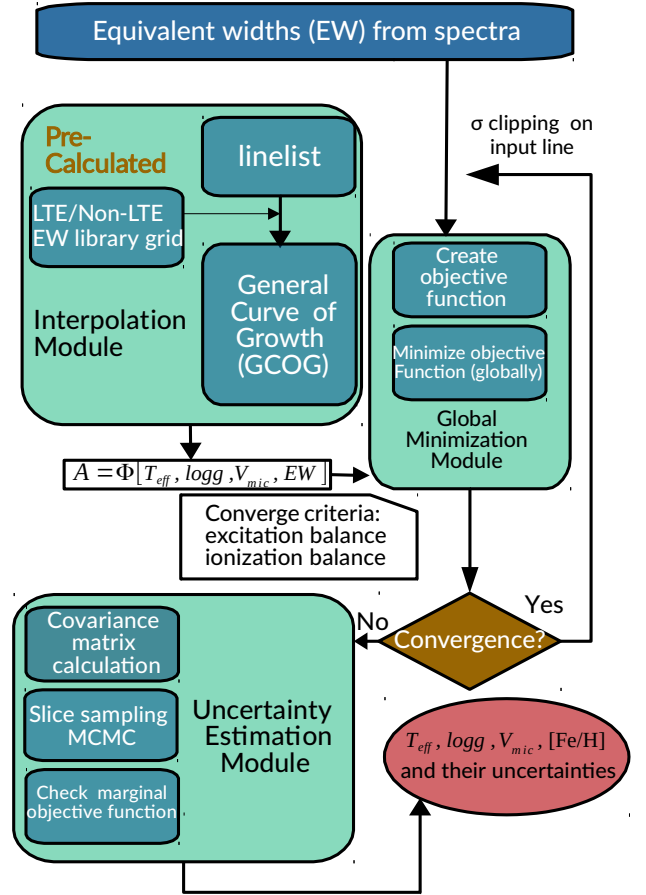 Equivalent widths (EW) from spectra
σ clipping on
input line
Pre-
Calculated
linelist
LTE/Non-LTE
EW library grid
General
Curve of
Growth
(GCOG)
Interpolation
Module
Create
objective
function
Minimize objective
Function (globally)
Global
Minimization
Module
A = Φ[T_eff , logg , V_mic , EW ]
Converge criteria:
excitation balance
ionization balance
No
Yes
Convergence?
Covariance
matrix
calculation
Slice sampling
MCMC
Check marginal
objective function
Uncertainty
Estimation
Module
T_eff , logg , V_mic , [Fe/H]
and their uncertainties